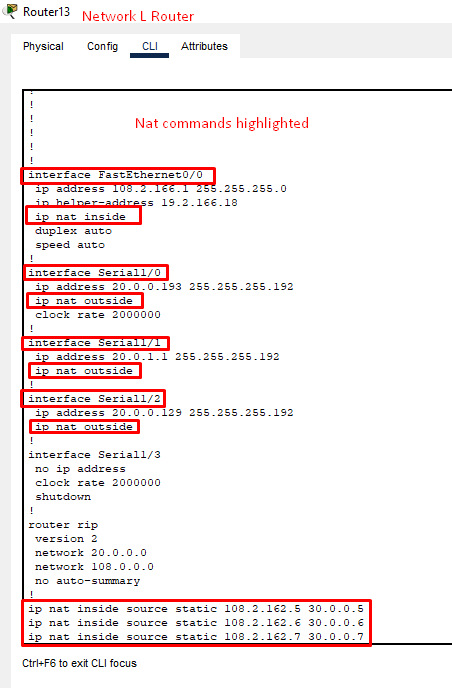 Router13 Network L Router
Physical Config CLI Attributes
!
!
!
!
!
!
Nat commands highlighted
interface FastEthernet0/0
ip address 108.2.166.1 255.255.255.0
ip helper-address 19.2.166.18
ip nat inside
duplex auto
speed auto
!
interface Serial1/0
ip address 20.0.0.193 255.255.255.192
ip nat outside
clock rate 2000000
!
interface Serial1/1
ip address 20.0.1.1 255.255.255.192
ip nat outside
!
interface Serial1/2
ip address 20.0.0.129 255.255.255.192
ip nat outside
!
interface Serial1/3
no ip address
clock rate 2000000
shutdown
!
router rip
version 2
network 20.0.0.0
network 108.0.0.0
no auto-summary
!
ip nat inside source static 108.2.162.5 30.0.0.5
ip nat inside source static 108.2.162.6 30.0.0.6
ip nat inside source static 108.2.162.7 30.0.0.7
Ctrl+F6 to exit CLI focus